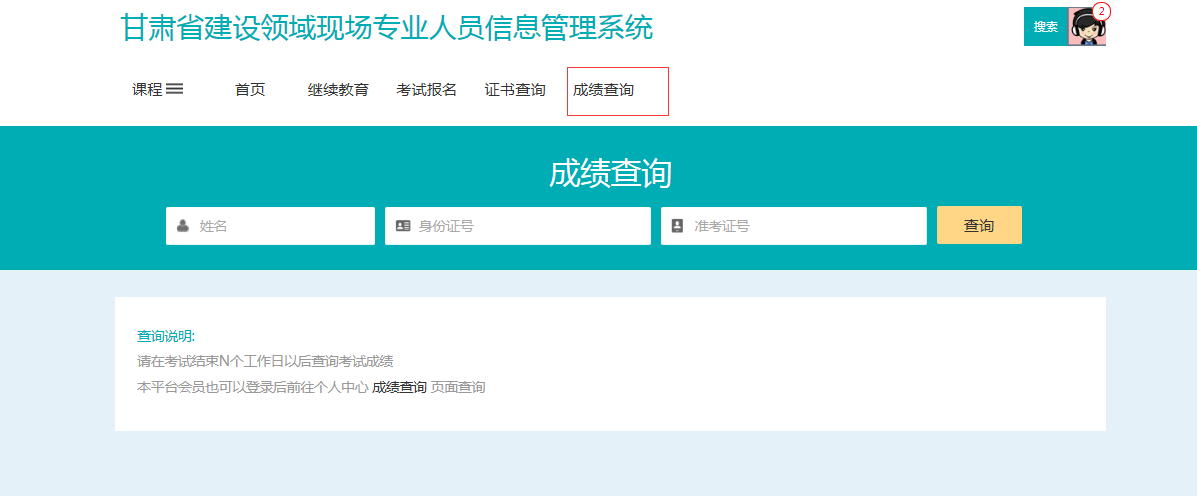 甘肃省建设领域现场专业人员信息管理系统
搜索
2
课程 首页 继续教育 考试报名 证书查询 成绩查询
成绩查询
姓名 身份证号 准考证号 查询
查询说明:
请在考试结束N个工作日以后查询考试成绩
本平台会员也可以登录后前往个人中心 成绩查询 页面查询